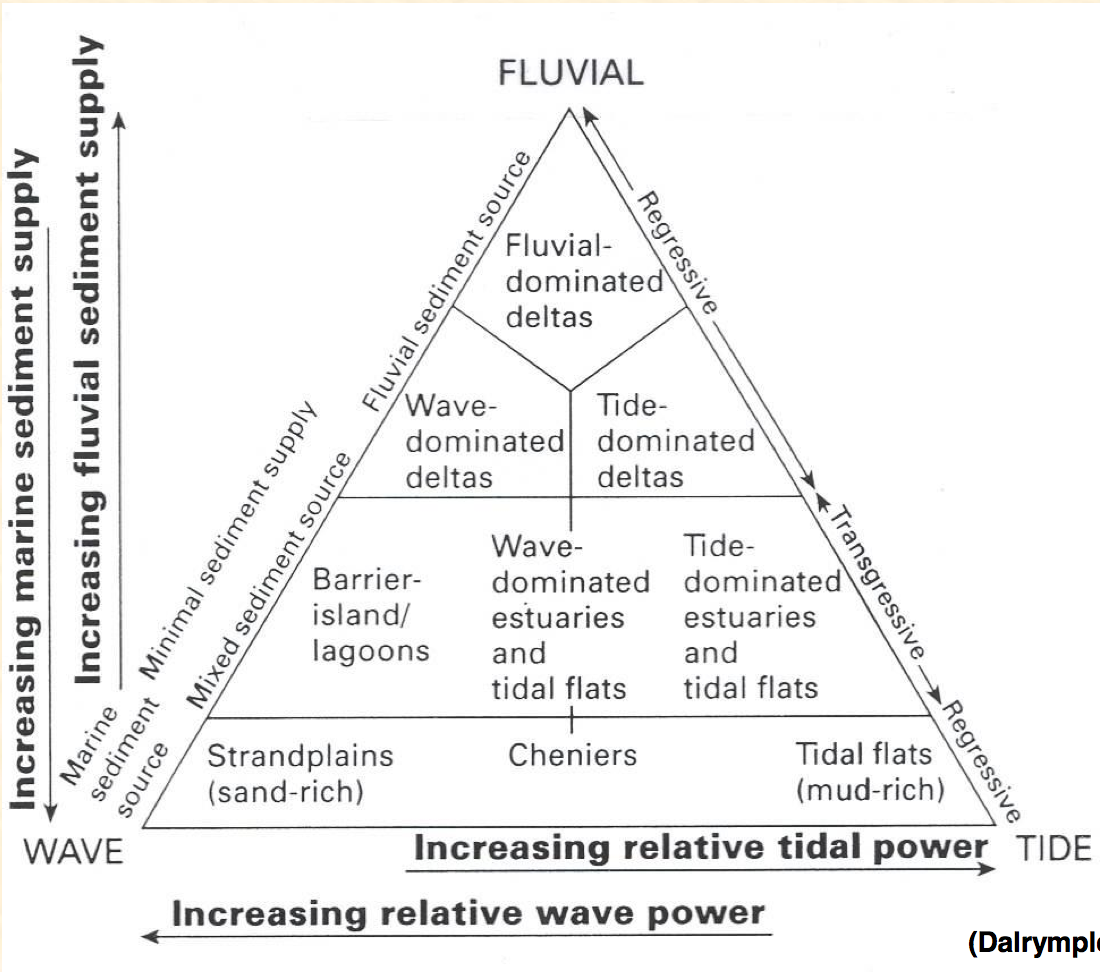 FLUVIAL
Increasing marine sediment supply
Increasing fluvial sediment supply
Fluvial sediment source
Minimal sediment supply
Mixed sediment source
Marine
sediment
source
Regressive
Transgressive
Regressive
Fluvial-
dominated
deltas
Wave-
dominated
deltas
Tide-
dominated
deltas
Barrier-
island/
lagoons
Wave-
dominated
estuaries
and
tidal flats
Tide-
dominated
estuaries
and
tidal flats
Strandplains
(sand-rich)
Cheniers
Tidal flats
(mud-rich)
WAVE
Increasing relative tidal power
TIDE
Increasing relative wave power
(Dalrymple